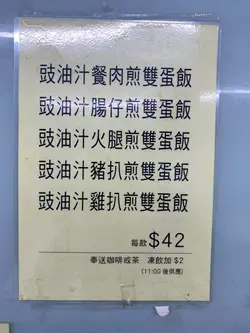 豉油汁餐肉煎雙蛋飯
豉油汁腸仔煎雙蛋飯
豉油汁火腿煎雙蛋飯
豉油汁豬扒煎雙蛋飯
豉油汁雞扒煎雙蛋飯
每款 $42
奉送咖啡或茶 凍飲加 $2
(11:00 後供應)